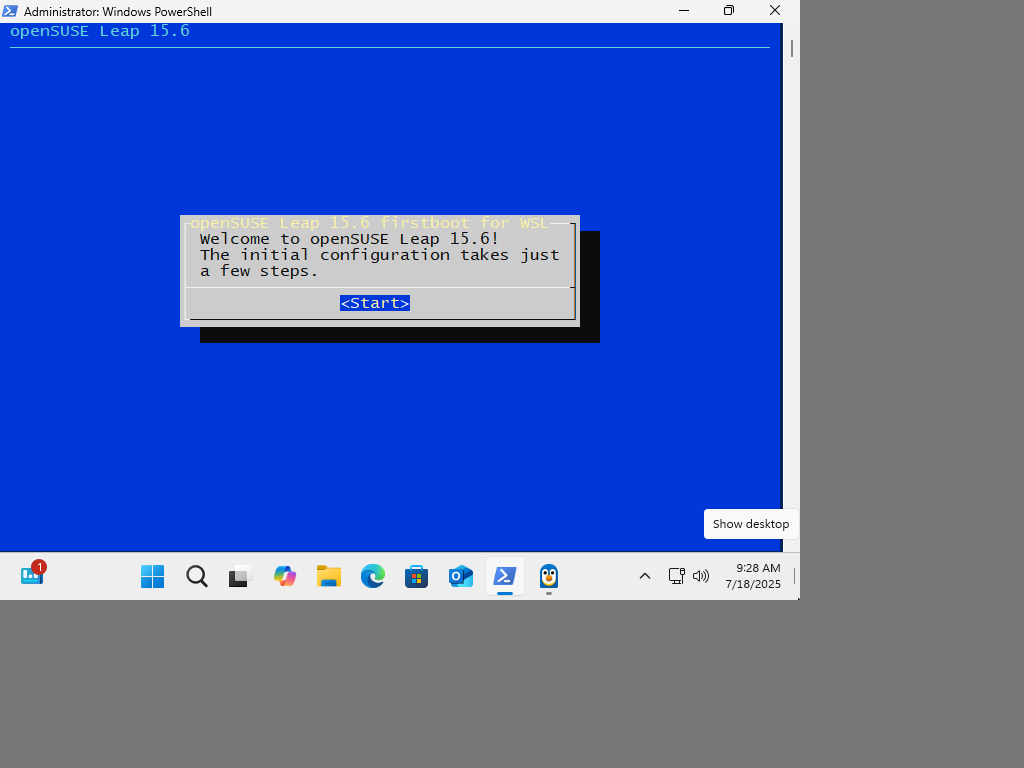 Administrator: Windows PowerShell
openSUSE Leap 15.6
openSUSE Leap 15.6 firstboot for WSL
Welcome to openSUSE Leap 15.6!
The initial configuration takes just
a few steps.
<Start>
Show desktop
1
9:28 AM
7/18/2025